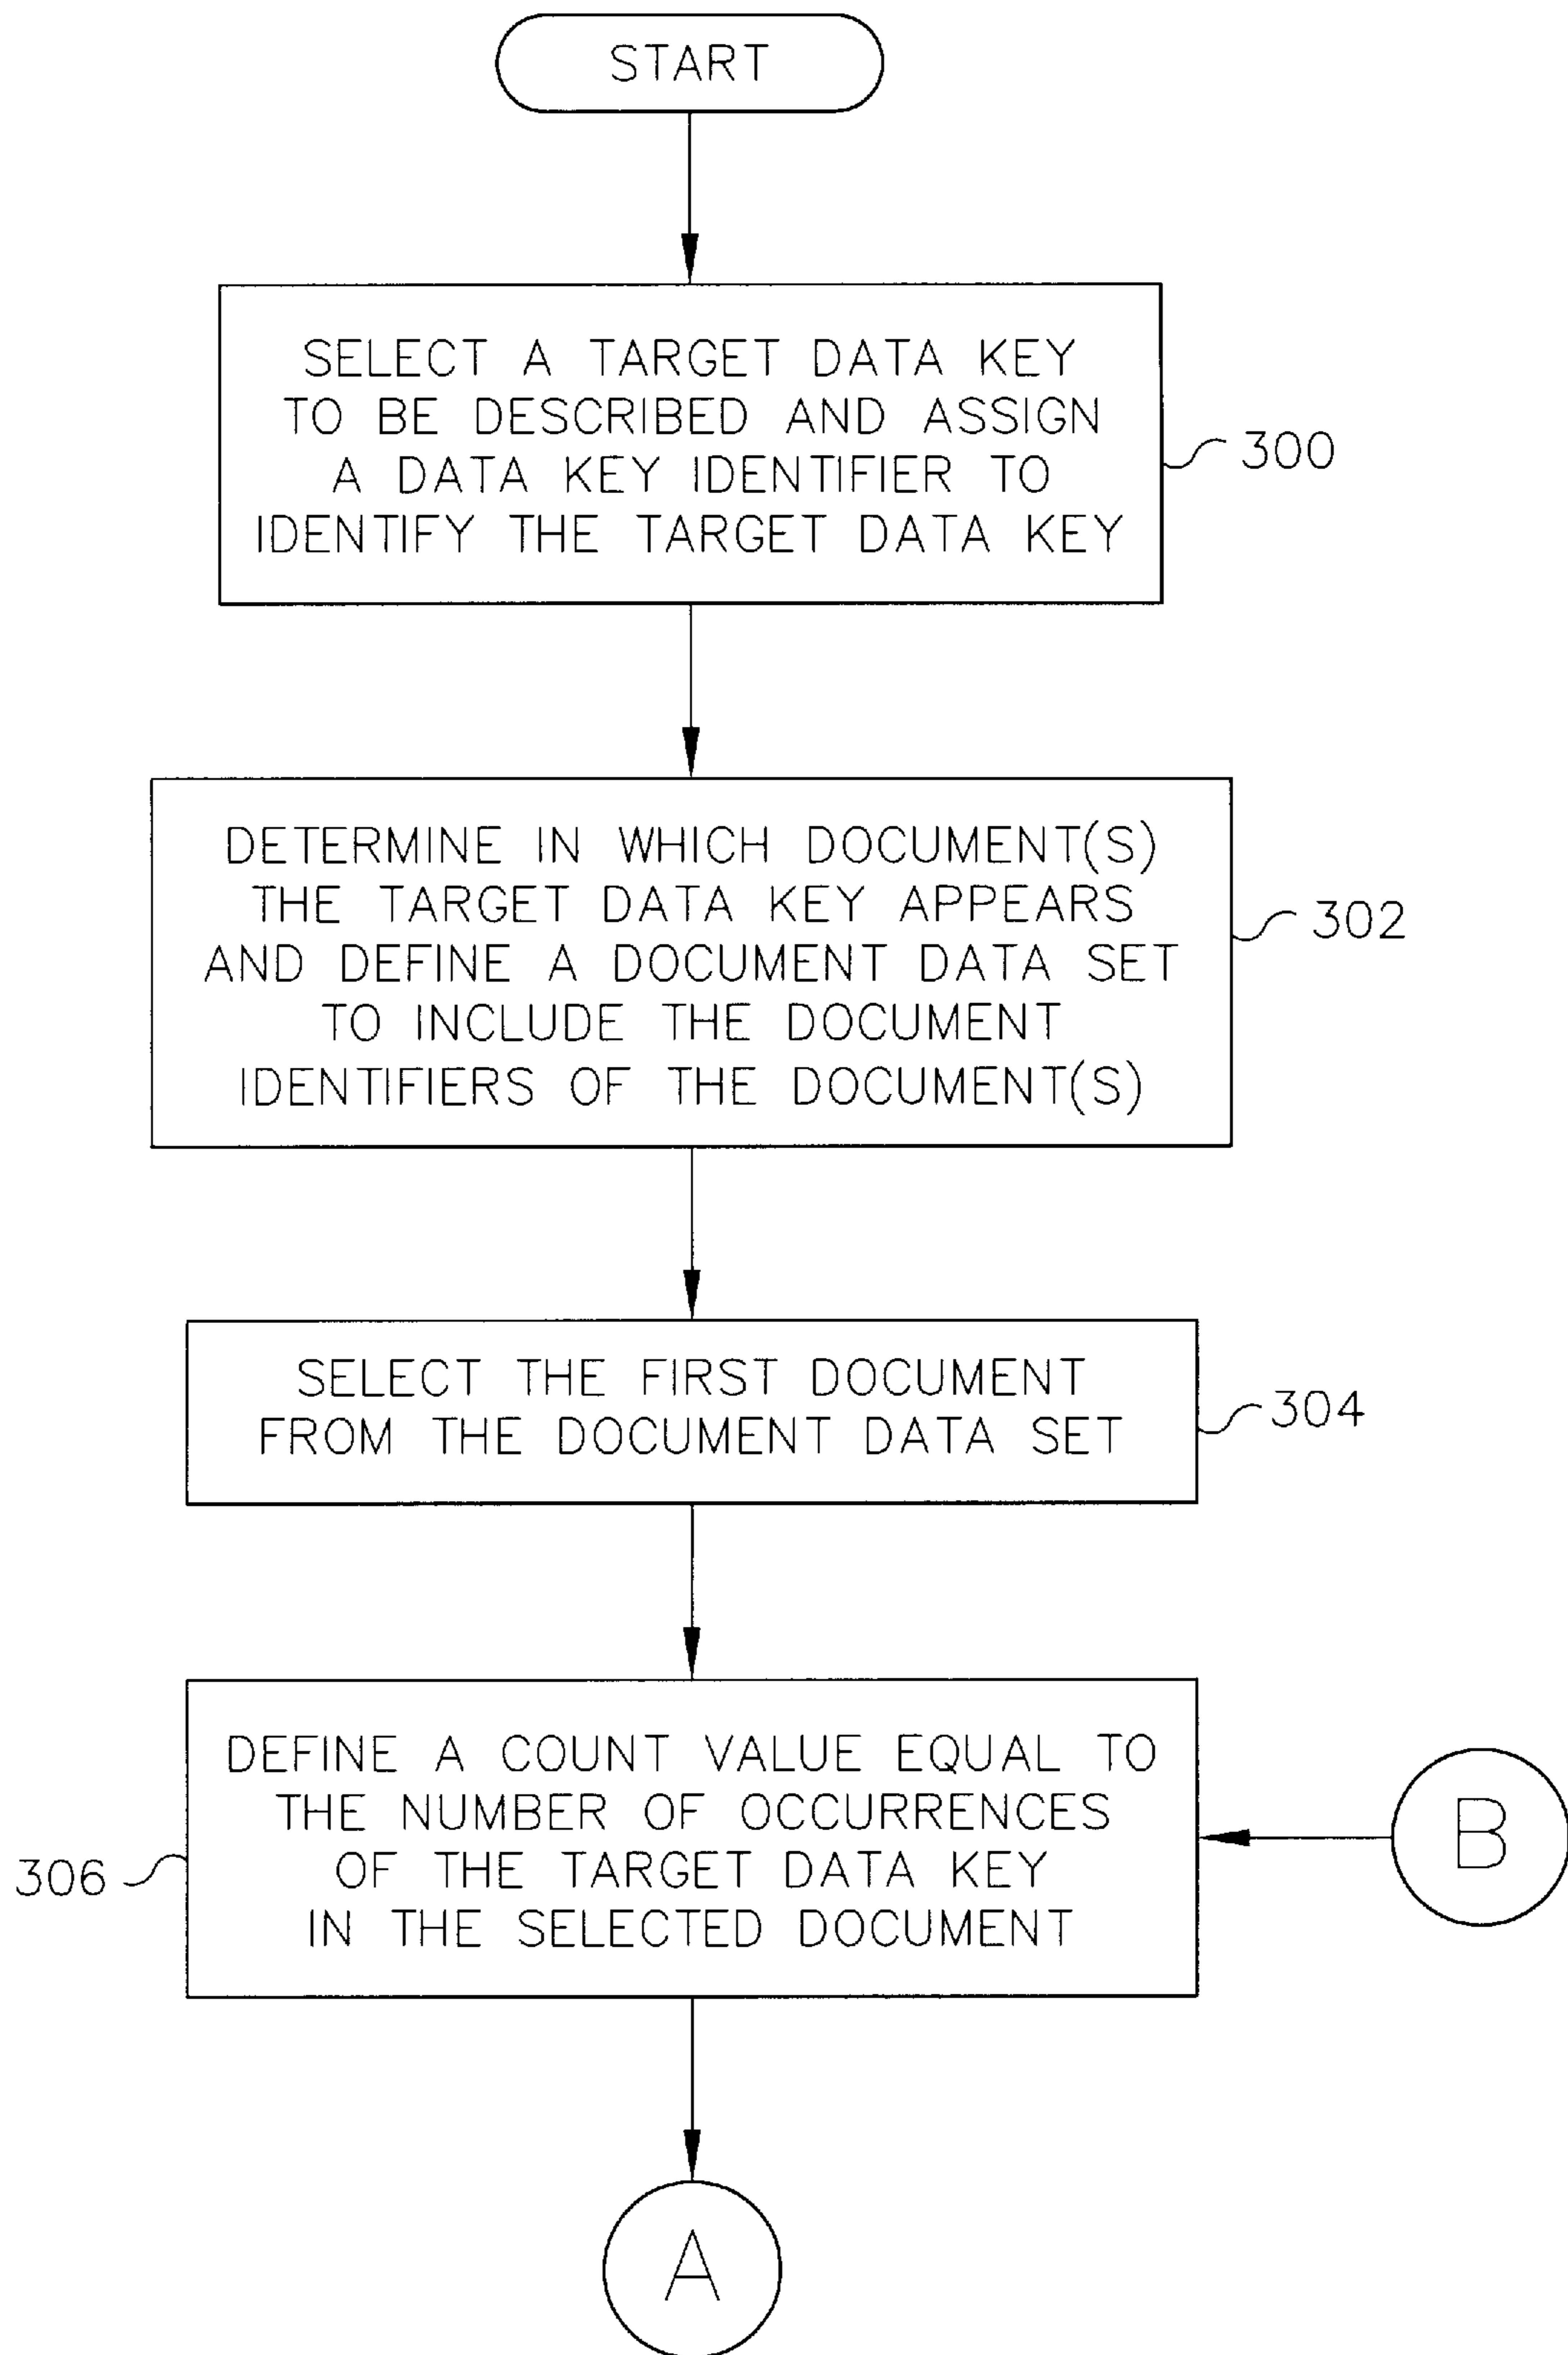 START
SELECT A TARGET DATA KEY
TO BE DESCRIBED AND ASSIGN
A DATA KEY IDENTIFIER TO
IDENTIFY THE TARGET DATA KEY
300
DETERMINE IN WHICH DOCUMENT(S)
THE TARGET DATA KEY APPEARS
AND DEFINE A DOCUMENT DATA SET
TO INCLUDE THE DOCUMENT
IDENTIFIERS OF THE DOCUMENT(S)
302
SELECT THE FIRST DOCUMENT
FROM THE DOCUMENT DATA SET
304
DEFINE A COUNT VALUE EQUAL TO
THE NUMBER OF OCCURRENCES
OF THE TARGET DATA KEY
IN THE SELECTED DOCUMENT
306
B
A